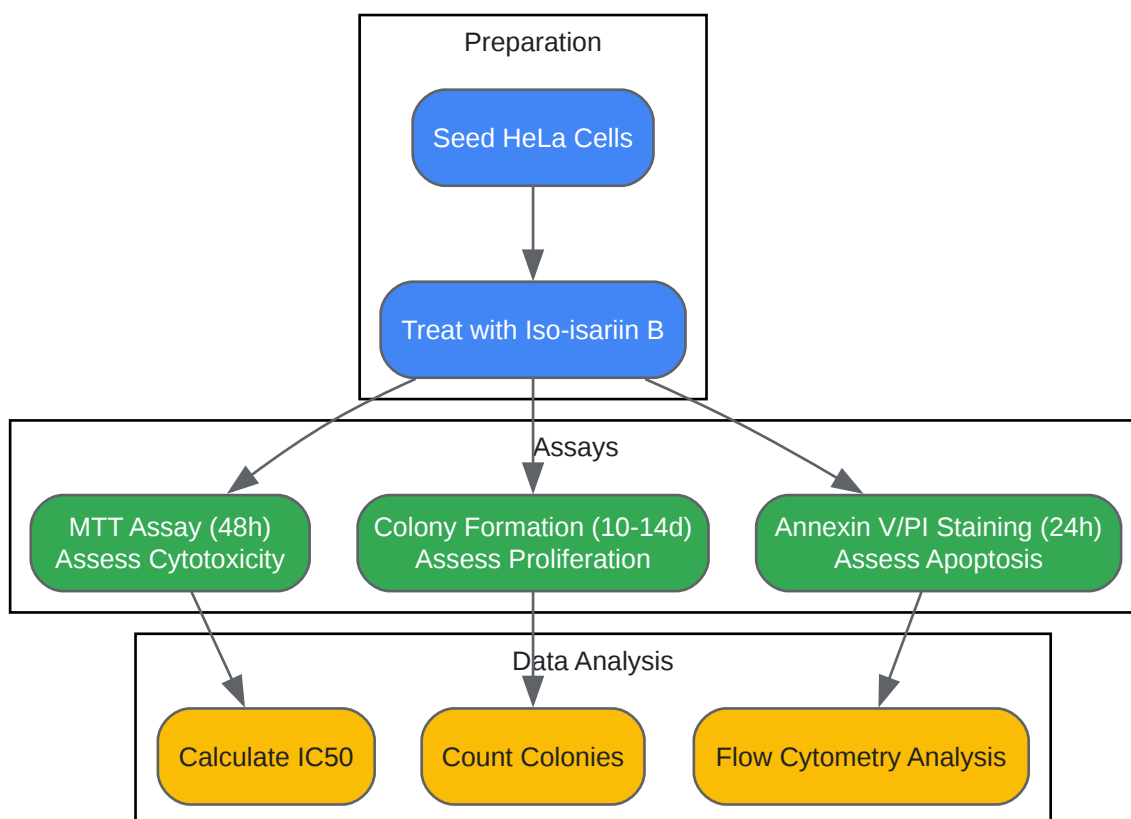 Preparation
Seed HeLa Cells
Treat with Iso-isariin B
Assays
MTT Assay (48h)
Assess Cytotoxicity
Colony Formation (10-14d)
Assess Proliferation
Annexin V/PI Staining (24h)
Assess Apoptosis
Data Analysis
Calculate IC50
Count Colonies
Flow Cytometry Analysis